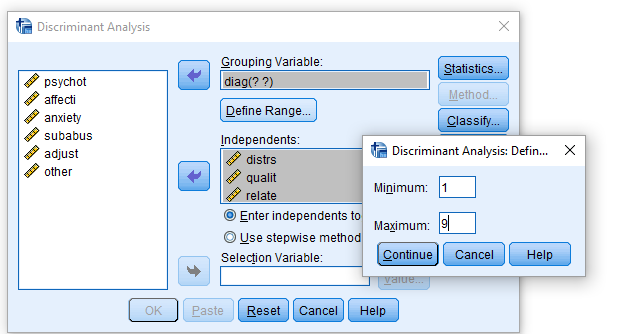 Discriminant Analysis
Grouping Variable:
diag(? ?)
Define Range...
Statistics...
Method...
Classify...
psychot
affecti
anxiety
subabus
adjust
other
Independents:
distrs
qualit
relate
Enter independents to
Use stepwise method
Selection Variable:
Value...
OK
Paste
Reset
Cancel
Help
Discriminant Analysis: Defin...
Minimum: 1
Maximum: 9
Continue
Cancel
Help